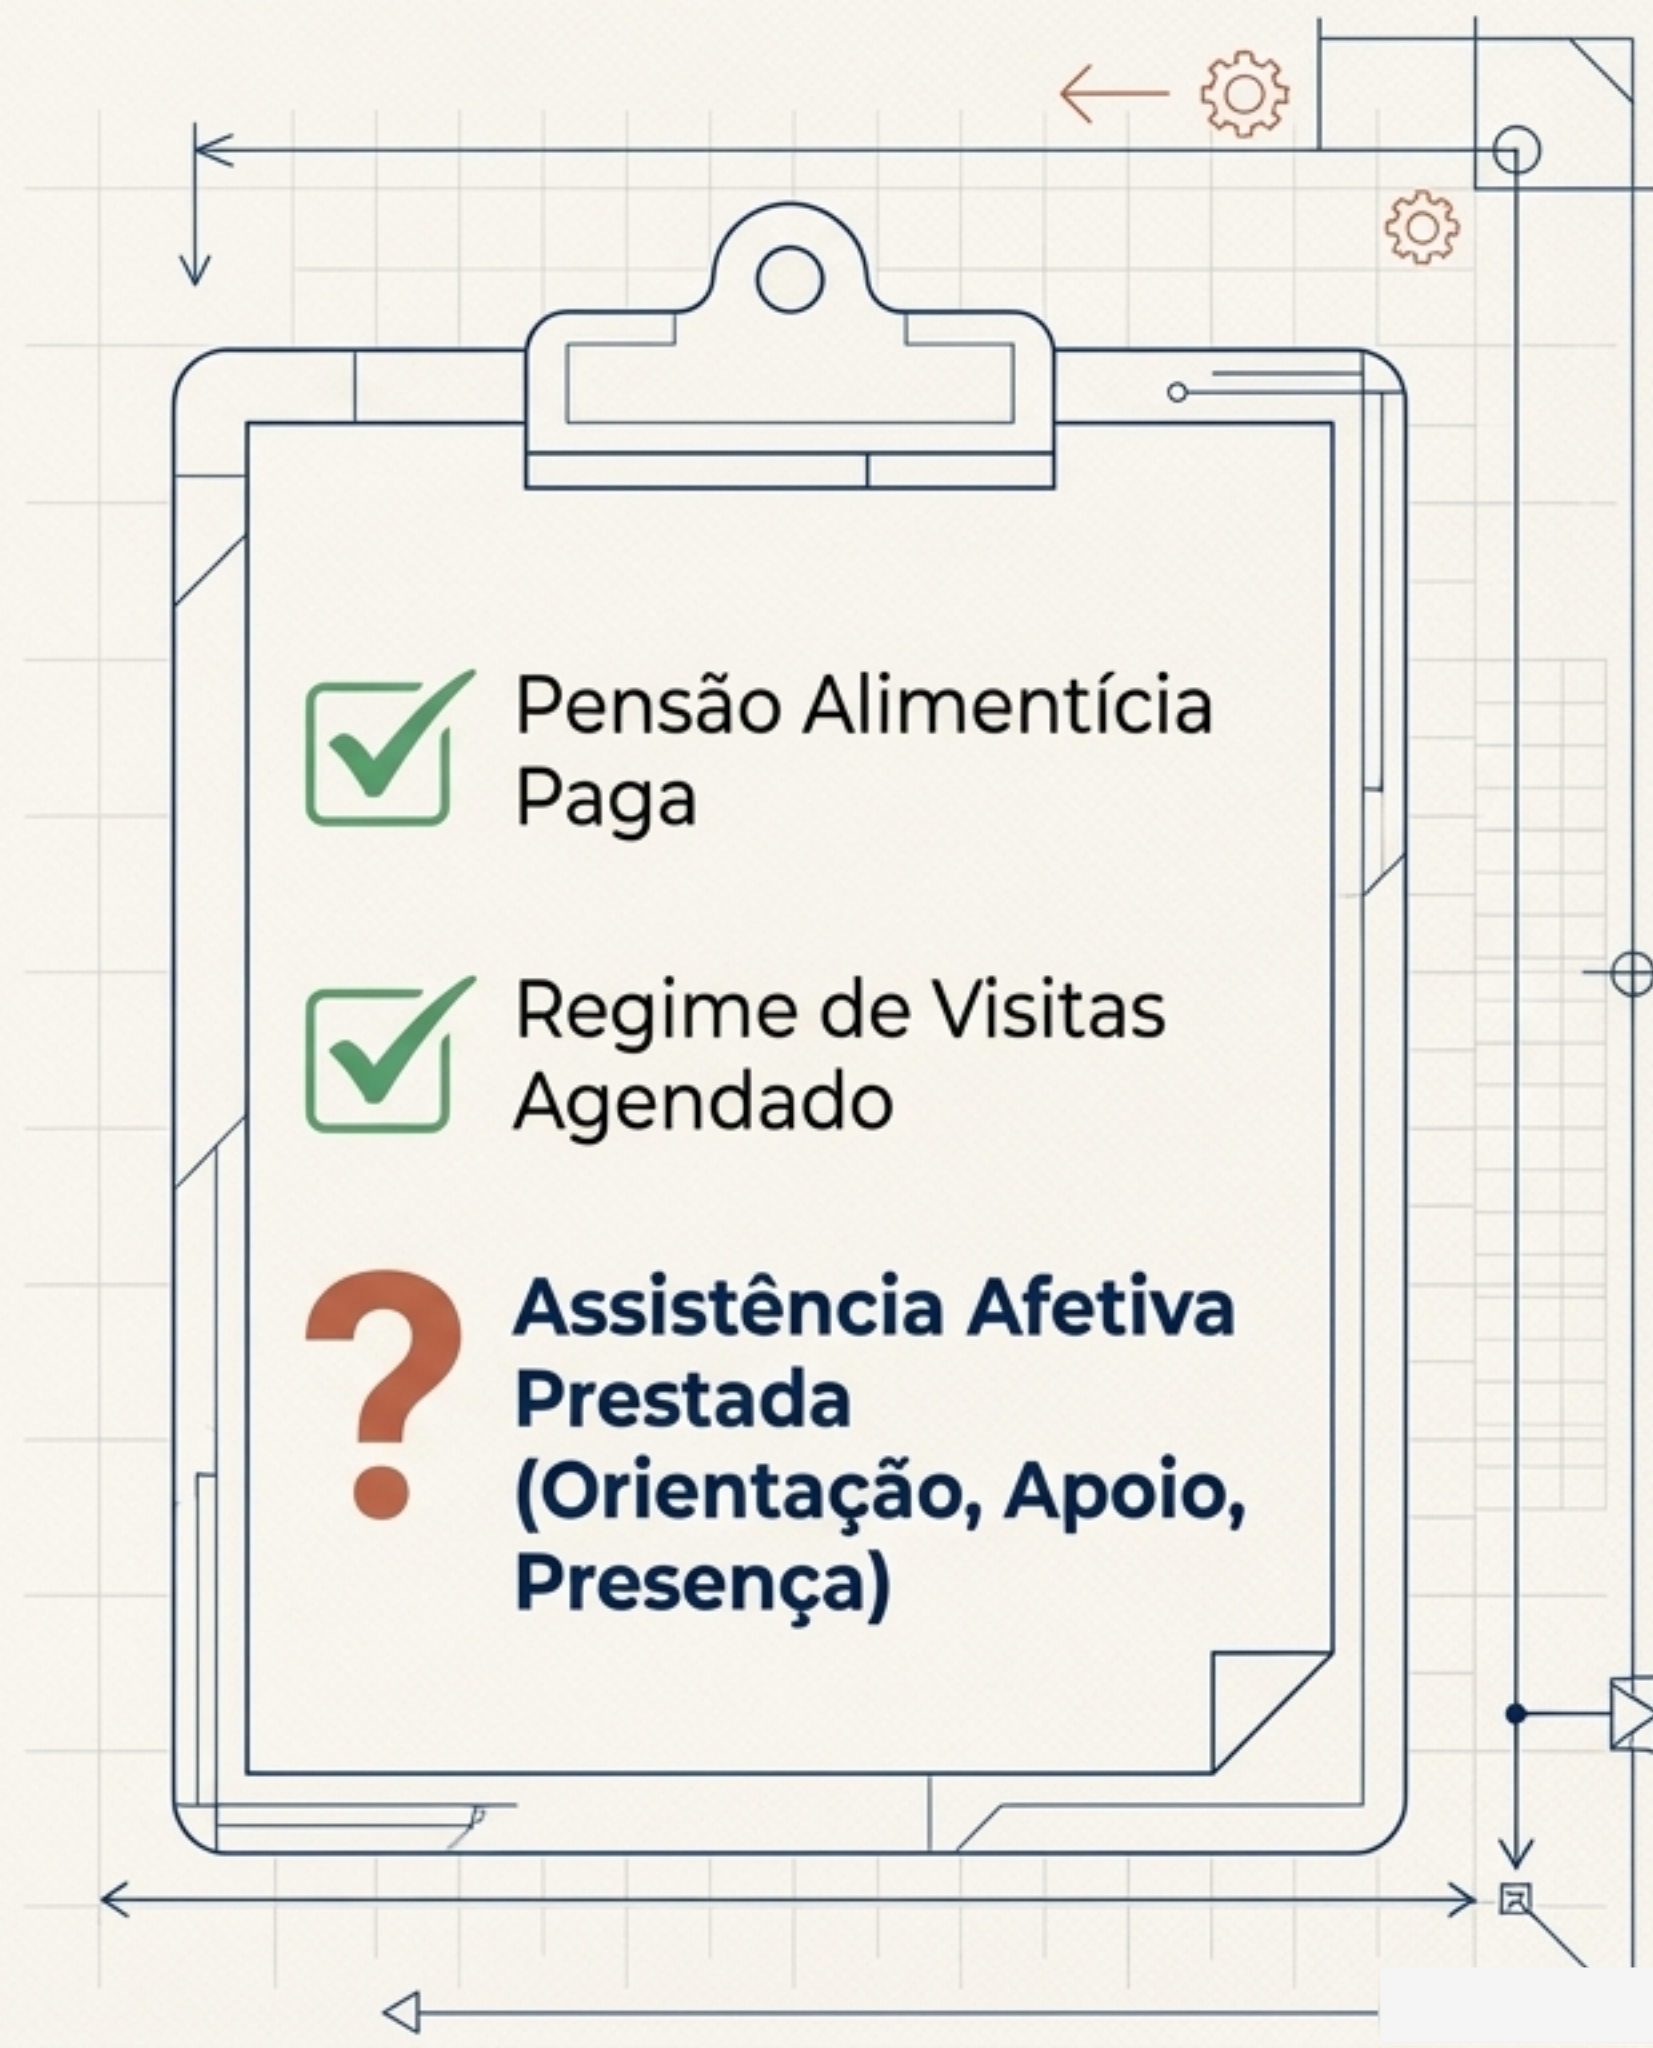 Pensão Alimentícia
Paga
Regime de Visitas
Agendado
Assistência Afetiva
Prestada
(Orientação, Apoio,
Presença)